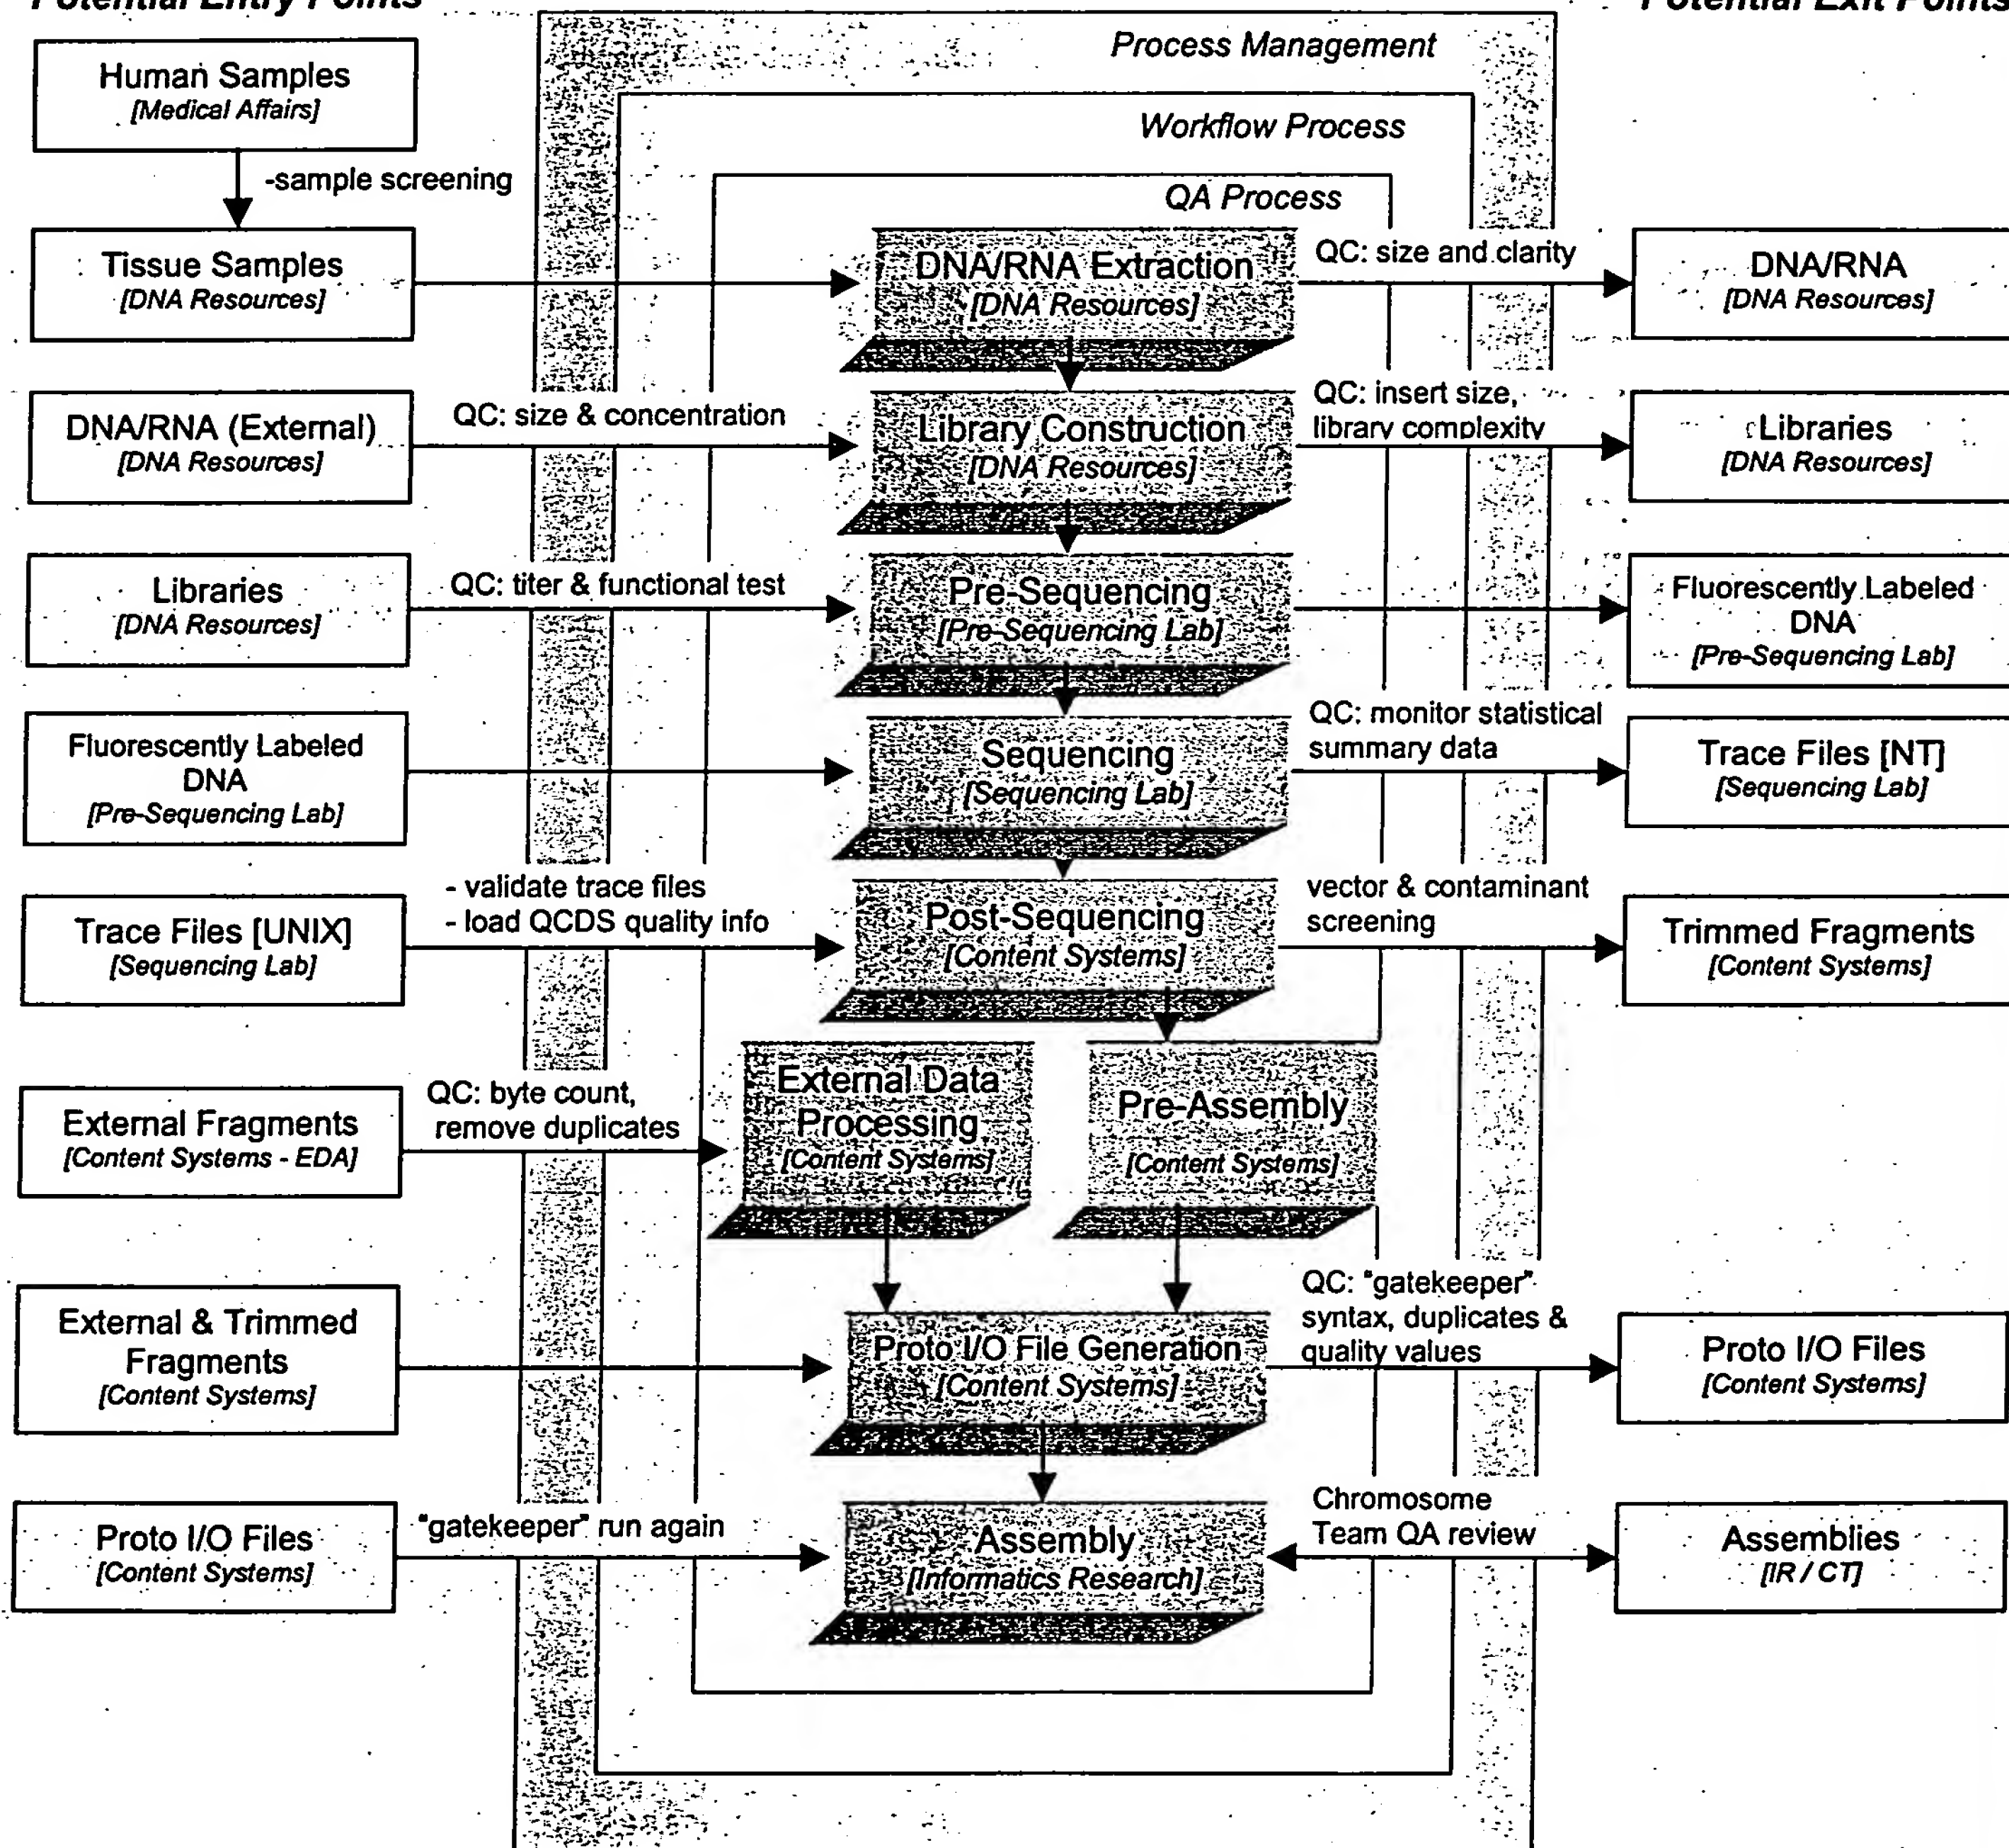 Potential Entry Points
Potential Exit Points
Process Management
Workflow Process
QA Process
Human Samples
[Medical Affairs]
-sample screening
Tissue Samples
[DNA Resources]
DNA/RNA Extraction
[DNA Resources]
QC: size and clarity
DNA/RNA
[DNA Resources]
DNA/RNA (External)
[DNA Resources]
QC: size & concentration
Library Construction
[DNA Resources]
QC: insert size,
library complexity
Libraries
[DNA Resources]
Libraries
[DNA Resources]
QC: titer & functional test
Pre-Sequencing
[Pre-Sequencing Lab]
Fluorescently Labeled
DNA
[Pre-Sequencing Lab]
Fluorescently Labeled
DNA
[Pre-Sequencing Lab]
Sequencing
[Sequencing Lab]
QC: monitor statistical
summary data
Trace Files [NT]
[Sequencing Lab]
Trace Files [UNIX]
[Sequencing Lab]
- validate trace files
- load QCDS quality info
Post-Sequencing
[Content Systems]
vector & contaminant
screening
Trimmed Fragments
[Content Systems]
External Fragments
[Content Systems - EDA]
QC: byte count,
remove duplicates
External Data
Processing
[Content Systems]
Pre-Assembly
[Content Systems]
External & Trimmed
Fragments
[Content Systems]
Proto I/O File Generation
[Content Systems]
QC: "gatekeeper"
syntax, duplicates &
quality values
Proto I/O Files
[Content Systems]
Proto I/O Files
[Content Systems]
"gatekeeper" run again
Assembly
[Informatics Research]
Chromosome
Team QA review
Assemblies
[IR / CT]